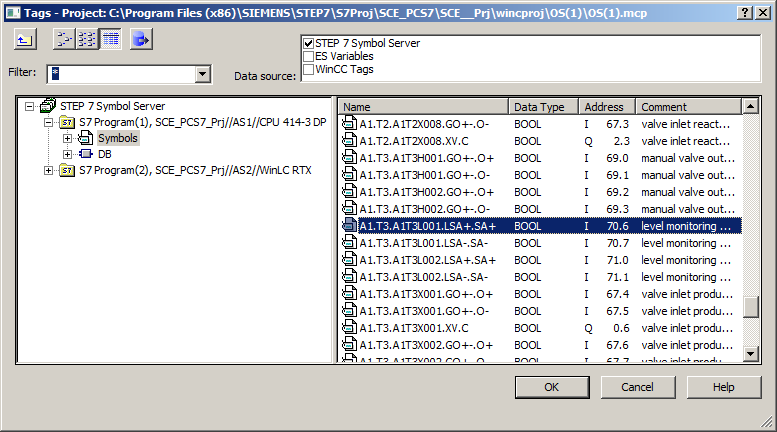 Tags - Project: C:\Program Files (x86)\SIEMENS\STEP7\S7Proj\SCE_PCS7\SCE__Prj\wincproj\OS(1)\OS(1).mcp
Filter: *
Data source:
STEP 7 Symbol Server
ES Variables
WinCC Tags
STEP 7 Symbol Server
S7 Program(1), SCE_PCS7_Prj//AS1//CPU 414-3 DP
Symbols
DB
S7 Program(2), SCE_PCS7_Prj//AS2//WinLC RTX
Name Data Type Address Comment
A1.T2.A1T2X008.GO+-.O- BOOL I 67.3 valve inlet react...
A1.T2.A1T2X008.XV.C BOOL Q 2.3 valve inlet react...
A1.T3.A1T3H001.GO+-.O+ BOOL I 69.0 manual valve out...
A1.T3.A1T3H001.GO+-.O- BOOL I 69.1 manual valve out...
A1.T3.A1T3H002.GO+-.O+ BOOL I 69.2 manual valve out...
A1.T3.A1T3H002.GO+-.O- BOOL I 69.3 manual valve out...
A1.T3.A1T3L001.LSA+.SA+ BOOL I 70.6 level monitoring ...
A1.T3.A1T3L001.LSA-.SA- BOOL I 70.7 level monitoring ...
A1.T3.A1T3L002.LSA+.SA+ BOOL I 71.0 level monitoring ...
A1.T3.A1T3L002.LSA-.SA- BOOL I 71.1 level monitoring ...
A1.T3.A1T3X001.GO+-.O+ BOOL I 67.4 valve inlet produ...
A1.T3.A1T3X001.GO+-.O- BOOL I 67.5 valve inlet produ...
A1.T3.A1T3X001.XV.C BOOL Q 0.6 valve inlet produ...
A1.T3.A1T3X002.GO+-.O+ BOOL I 67.6 valve inlet produ...
A1.T3.A1T3X002.GO+-.O- BOOL I 67.7 valve inlet produ...
OK Cancel Help